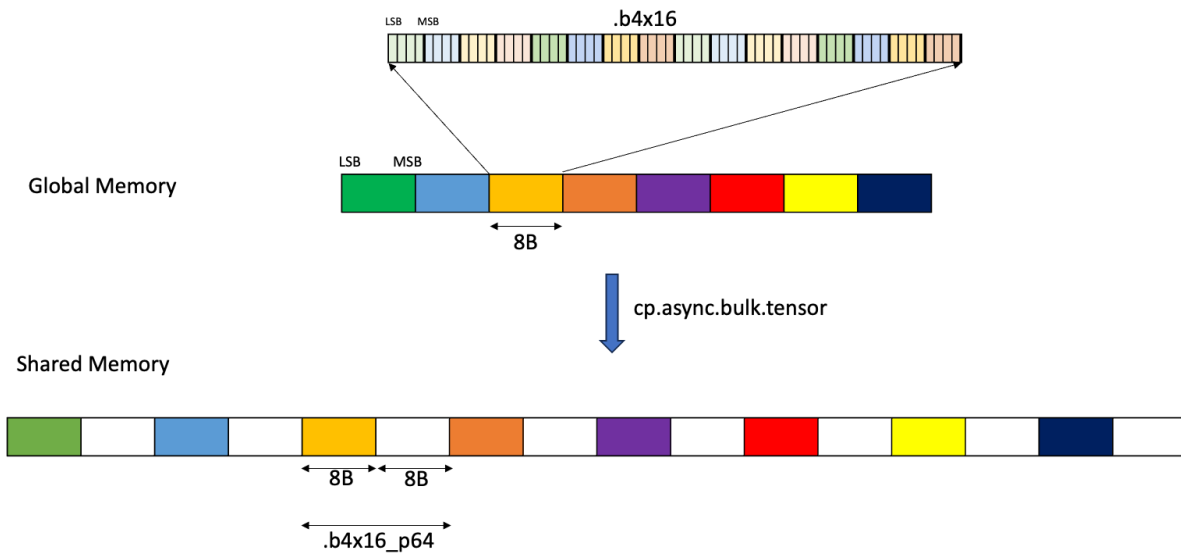 .b4x16
LSB MSB
LSB MSB
Global Memory
8B
cp.async.bulk.tensor
Shared Memory
8B 8B
.b4x16_p64